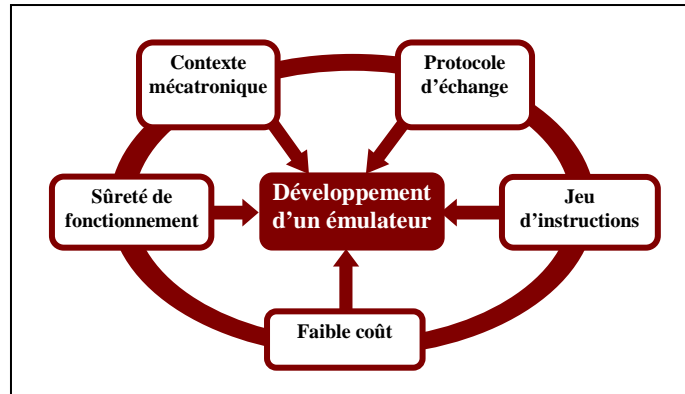 Contexte
mécatronique
Protocole
d'échange
Sûreté de
fonctionnement
Développement
d'un émulateur
Jeu
d'instructions
Faible coût